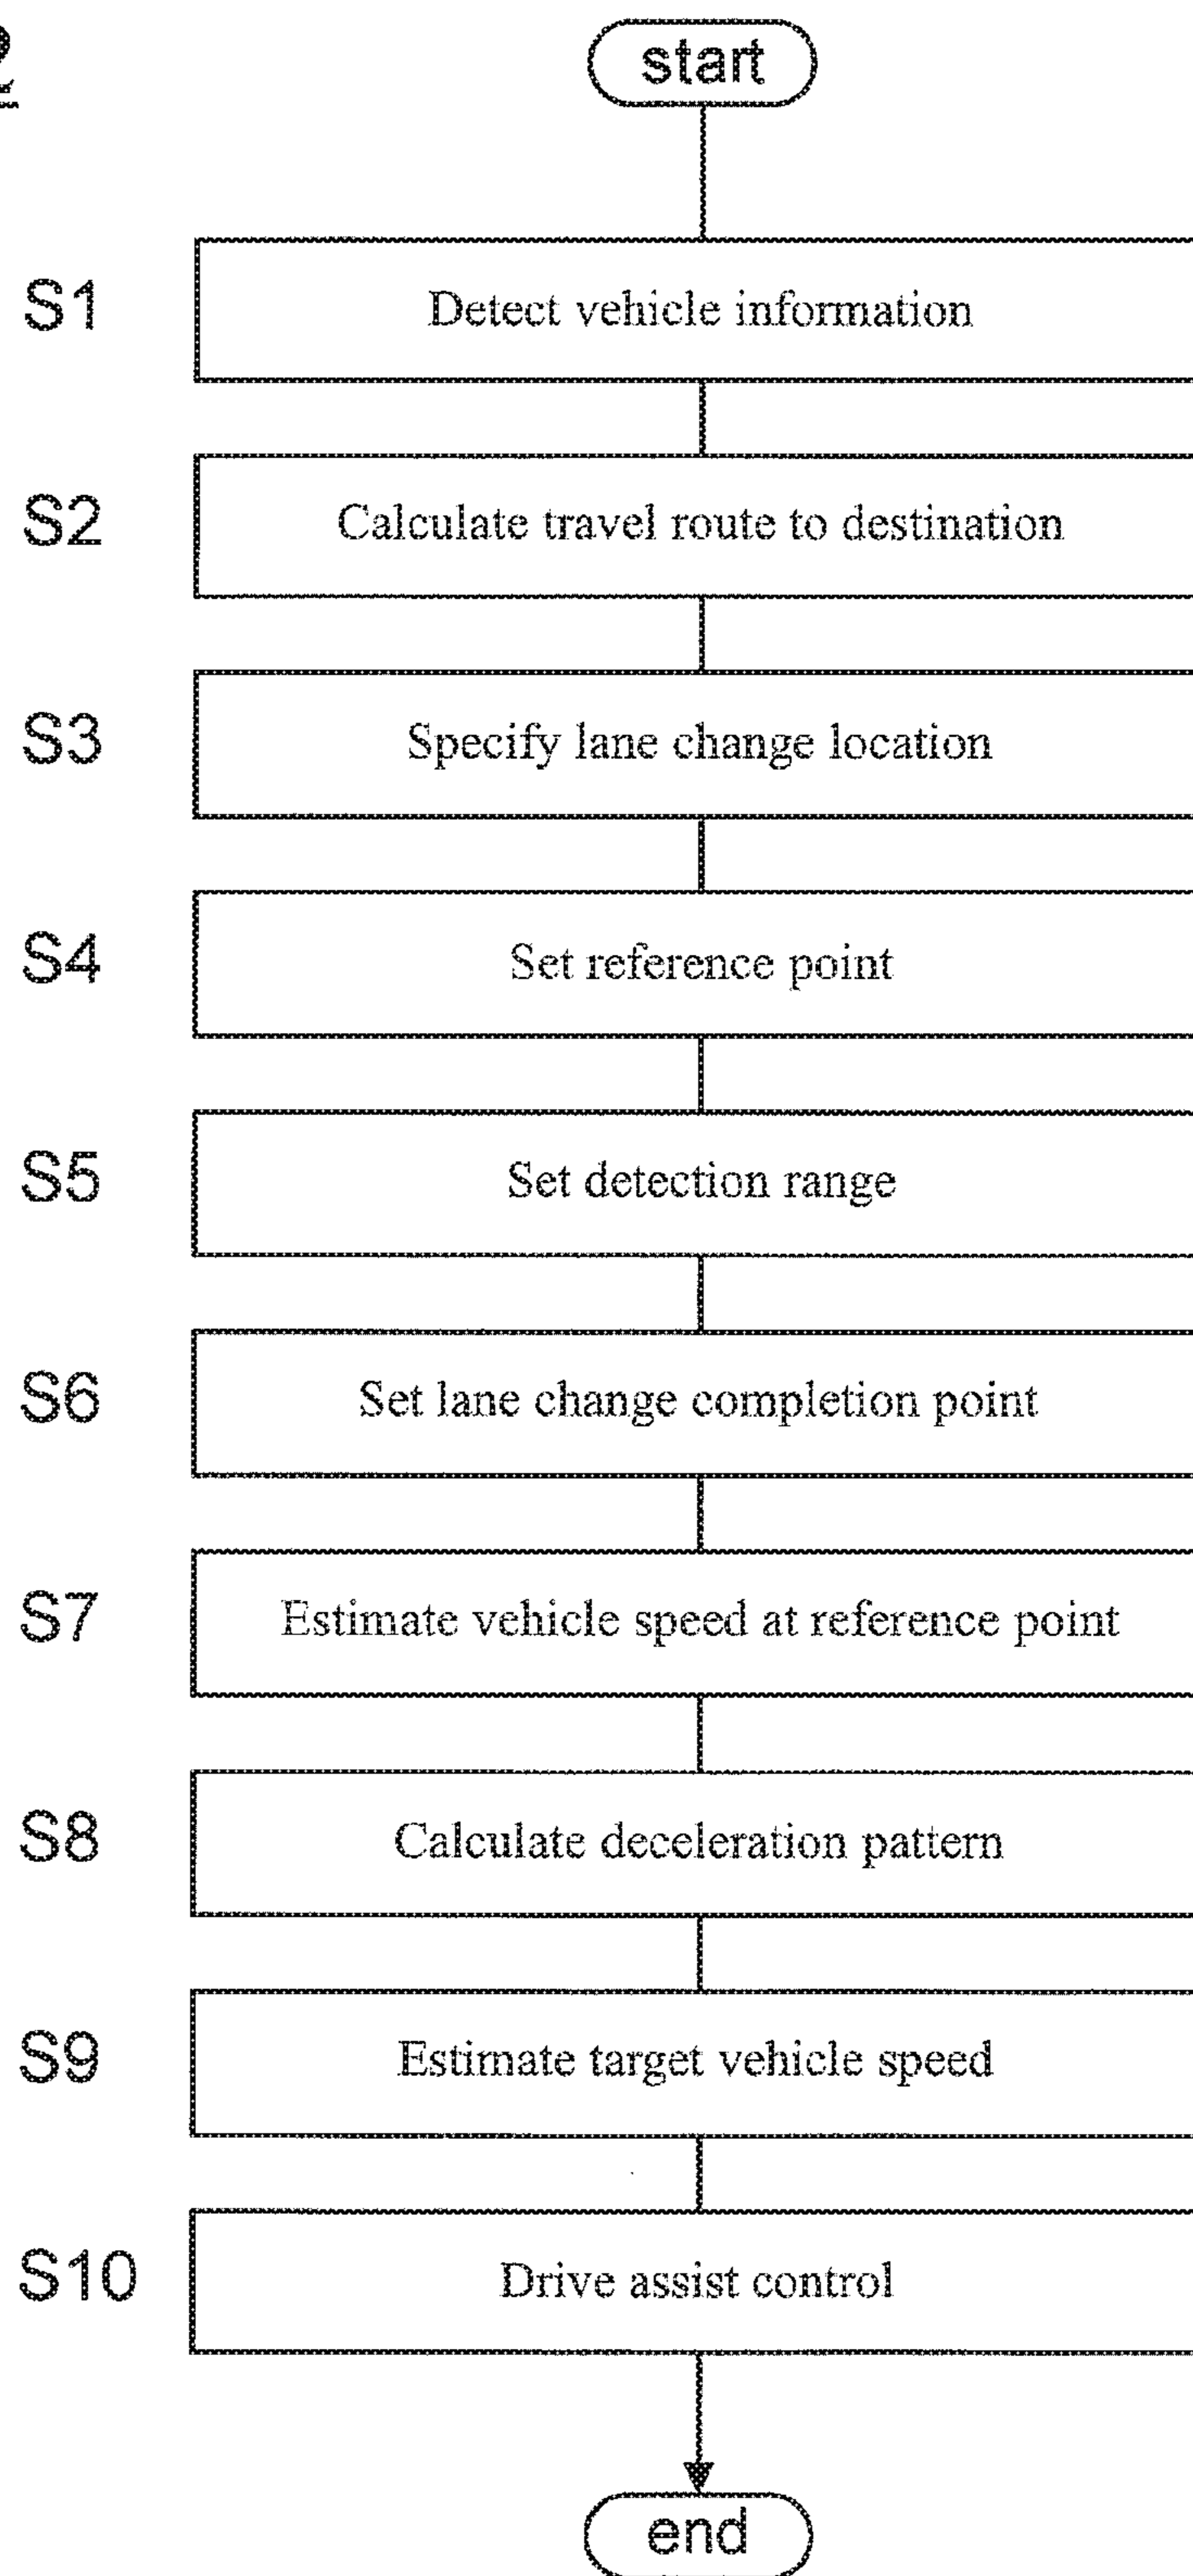 start
S1
Detect vehicle information
S2
Calculate travel route to destination
S3
Specify lane change location
S4
Set reference point
S5
Set detection range
S6
Set lane change completion point
S7
Estimate vehicle speed at reference point
S8
Calculate deceleration pattern
S9
Estimate target vehicle speed
S10
Drive assist control
end